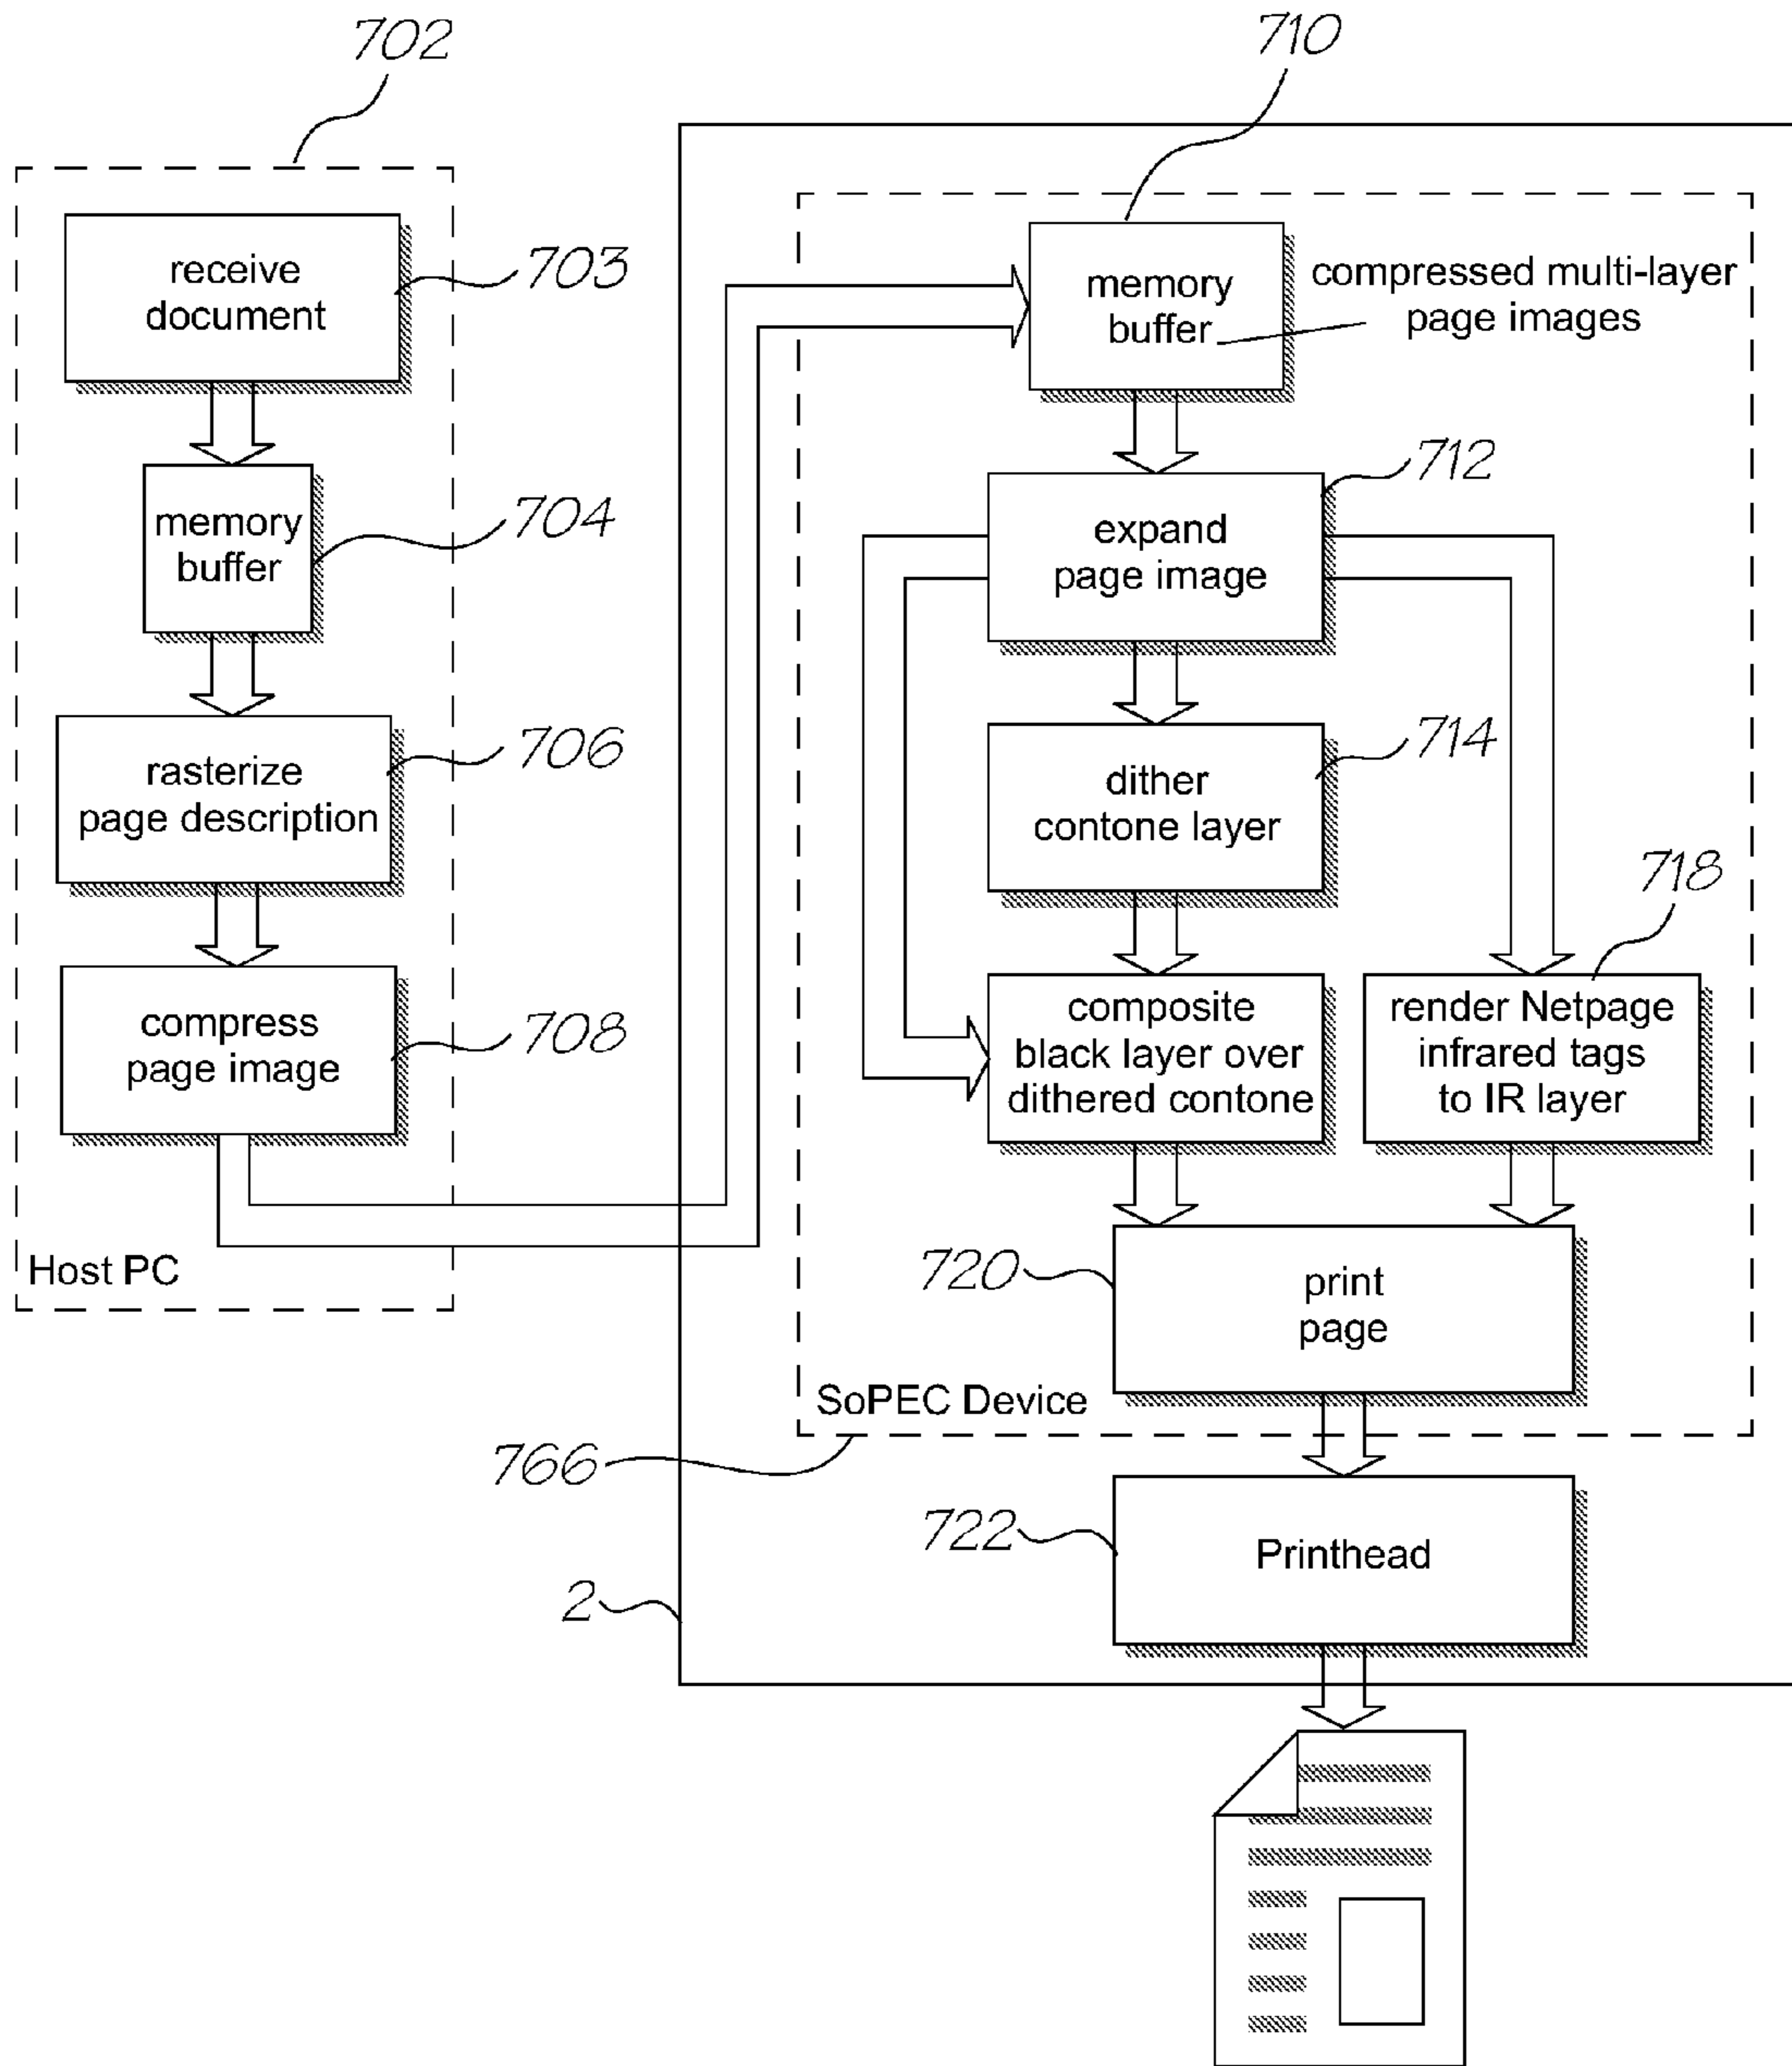 702
receive
document
703
memory
buffer
704
rasterize
page description
706
compress
page image
708
Host PC
710
memory
buffer
compressed multi-layer
page images
expand
page image
712
dither
contone layer
714
composite
black layer over
dithered contone
718
render Netpage
infrared tags
to IR layer
720
print
page
SoPEC Device
766
722
Printhead
2